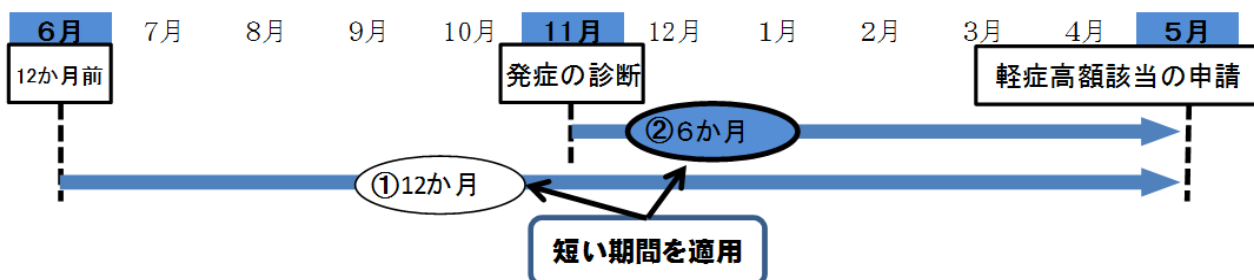 6月 7月 8月 9月 10月 11月 12月 1月 2月 3月 4月 5月
12か月前 発症の診断 軽症高額該当の申請
②6か月
①12か月
短い期間を適用